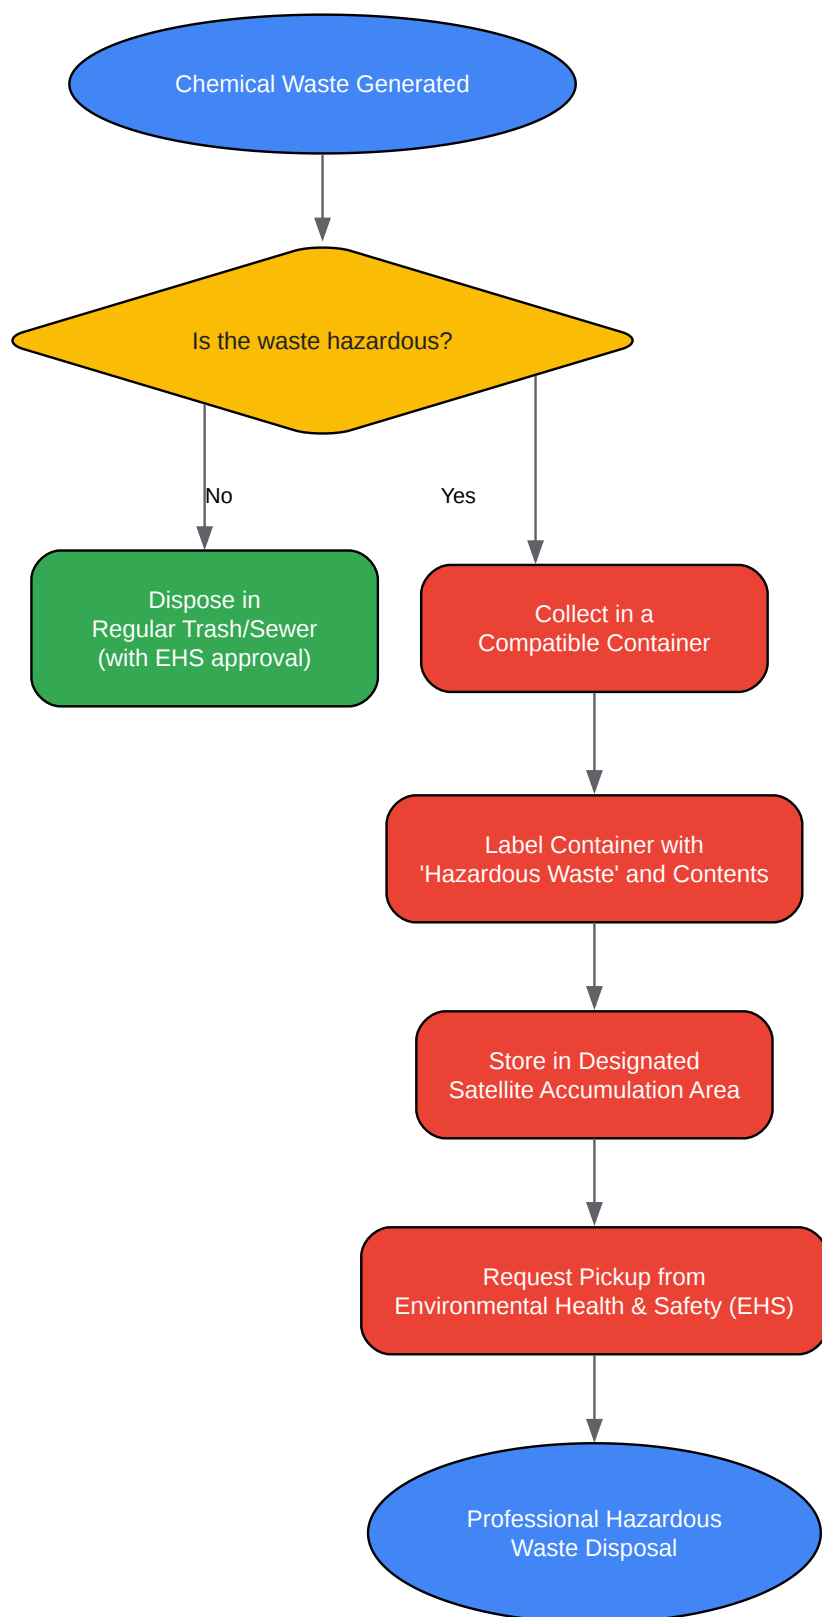 Chemical Waste Generated
Is the waste hazardous?
No
Yes
Dispose in
Regular Trash/Sewer
(with EHS approval)
Collect in a
Compatible Container
Label Container with
'Hazardous Waste' and Contents
Store in Designated
Satellite Accumulation Area
Request Pickup from
Environmental Health & Safety (EHS)
Professional Hazardous
Waste Disposal